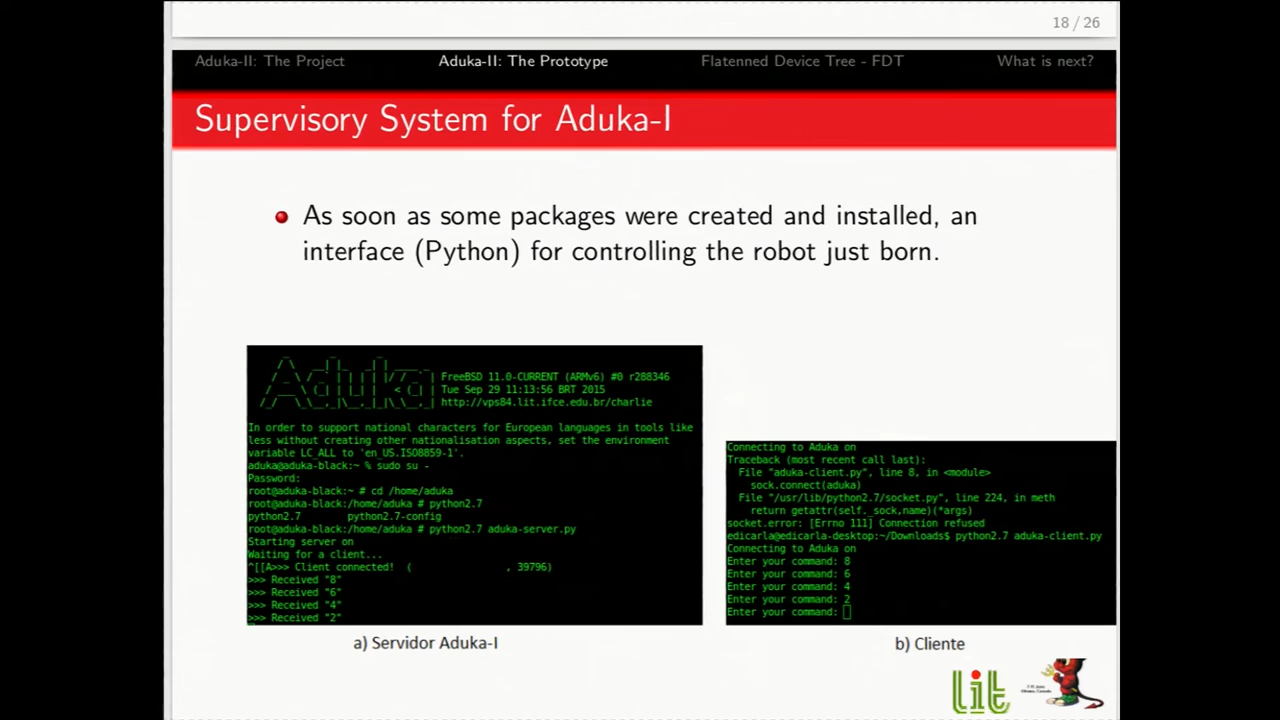 18 / 26
Aduka-II: The Project Aduka-II: The Prototype Flatenned Device Tree - FDT What is next?
Supervisory System for Aduka-I
As soon as some packages were created and installed, an
interface (Python) for controlling the robot just born.
Aduka
FreeBSD 11.0-CURRENT (ARMv6) #0 r288346
Tue Sep 29 11:13:56 BRT 2015
http://vps84.lit.ifce.edu.br/charlie
In order to support national characters for European languages in tools like
less without creating other nationalisation aspects, set the environment
variable LC_ALL to 'en_US.ISO8859-1'.
aduka@aduka-black:~ % sudo su -
Password:
root@aduka-black:~ # cd /home/aduka
root@aduka-black:/home/aduka # python2.7
python2.7 python2.7-config
root@aduka-black:/home/aduka # python2.7 aduka-server.py
Starting server on
Waiting for a client...
^[[A>>> Client connected! ( , 39796)
>>> Received "8"
>>> Received "6"
>>> Received "4"
>>> Received "2"
a) Servidor Aduka-I
Connecting to Aduka on
Traceback (most recent call last):
File "aduka-client.py", line 8, in <module>
sock.connect(aduka)
File "/usr/lib/python2.7/socket.py", line 224, in meth
return getattr(self._sock,name)(*args)
socket.error: [Errno 111] Connection refused
edicarla@edicarla-desktop:~/Downloads$ python2.7 aduka-client.py
Connecting to Aduka on
Enter your command: 8
Enter your command: 6
Enter your command: 4
Enter your command: 2
Enter your command:
b) Cliente
lit